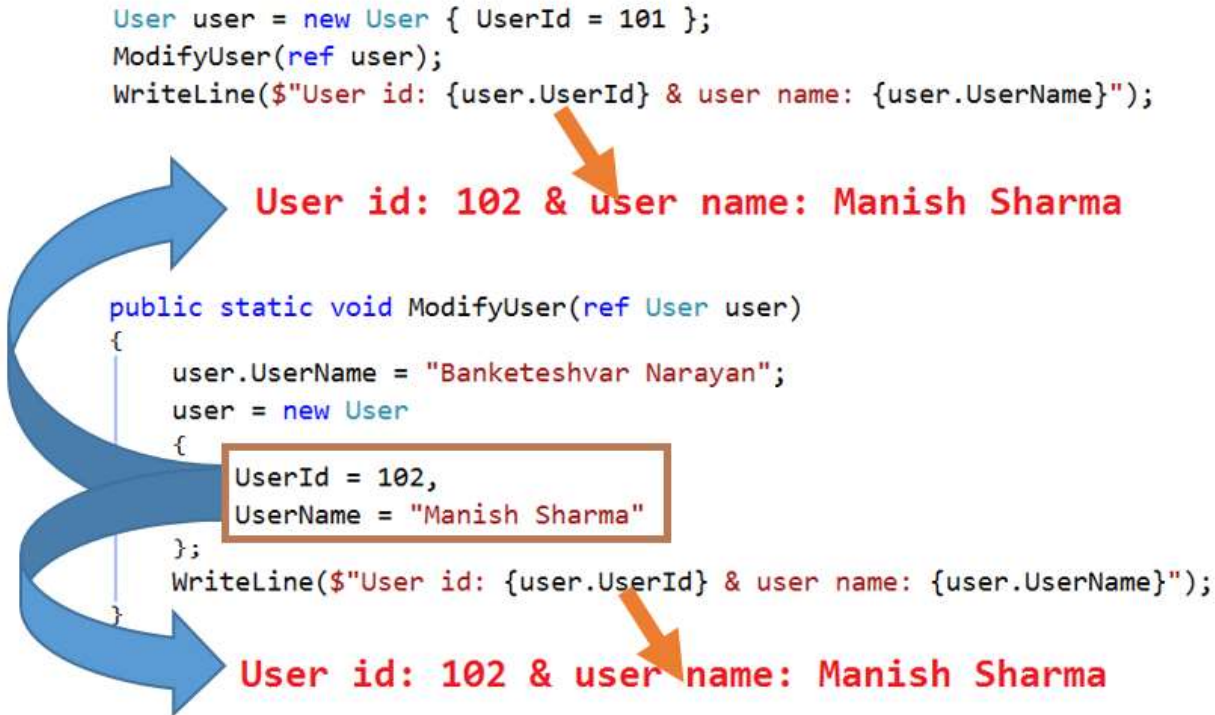 User user = new User { UserId = 101 };
ModifyUser(ref user);
WriteLine($"User id: {user.UserId} & user name: {user.UserName}");
User id: 102 & user name: Manish Sharma
public static void ModifyUser(ref User user)
{
user.UserName = "Banketeshvar Narayan";
user = new User
{
UserId = 102,
UserName = "Manish Sharma"
};
WriteLine($"User id: {user.UserId} & user name: {user.UserName}");
}
User id: 102 & user name: Manish Sharma